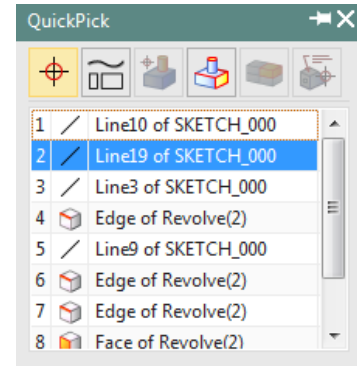 QuickPick
1 Line10 of SKETCH_000
2 Line19 of SKETCH_000
3 Line3 of SKETCH_000
4 Edge of Revolve(2)
5 Line9 of SKETCH_000
6 Edge of Revolve(2)
7 Edge of Revolve(2)
8 Face of Revolve(2)